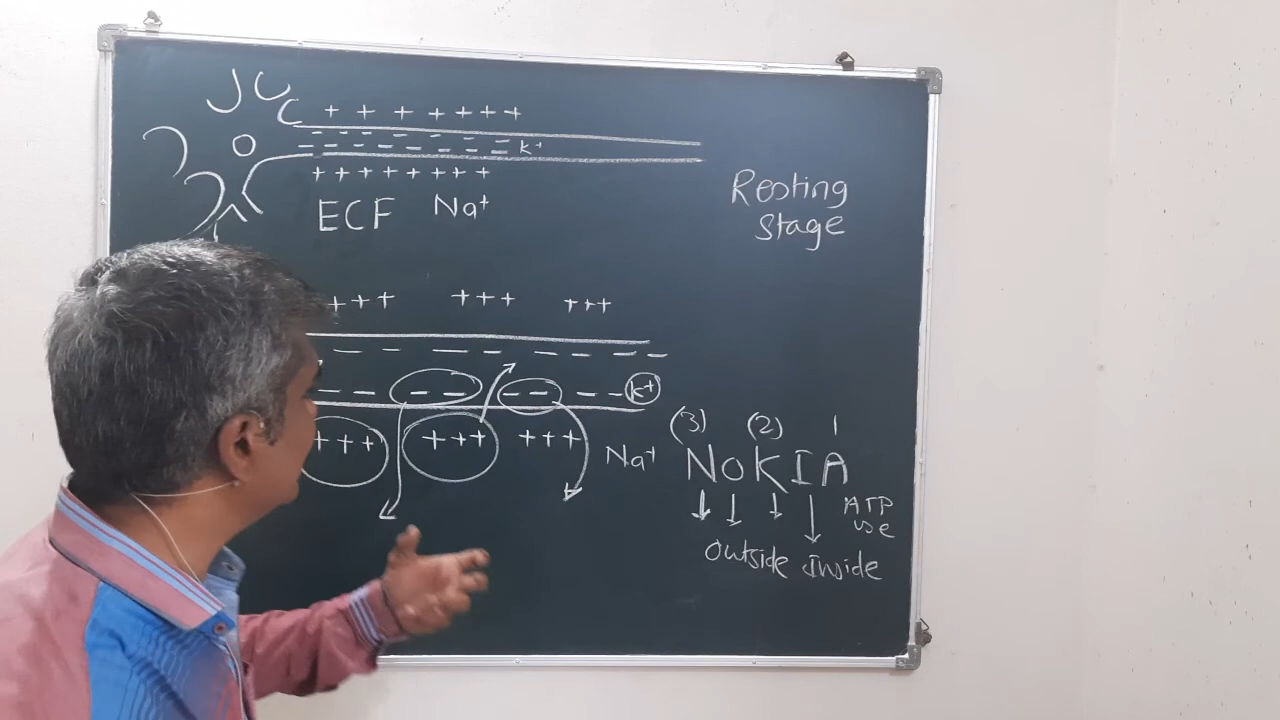 + + + + + + +
- - - - - - -
- - - - - - - K+
+ + + + + + + +
ECF Na+
Resting
Stage
+++ +++ +++
- - - - - - - -
- - - - - - - - K+
+++ +++ +++ Na+
(3) (2) 1
NOKIA
ATP
use
Outside Inside